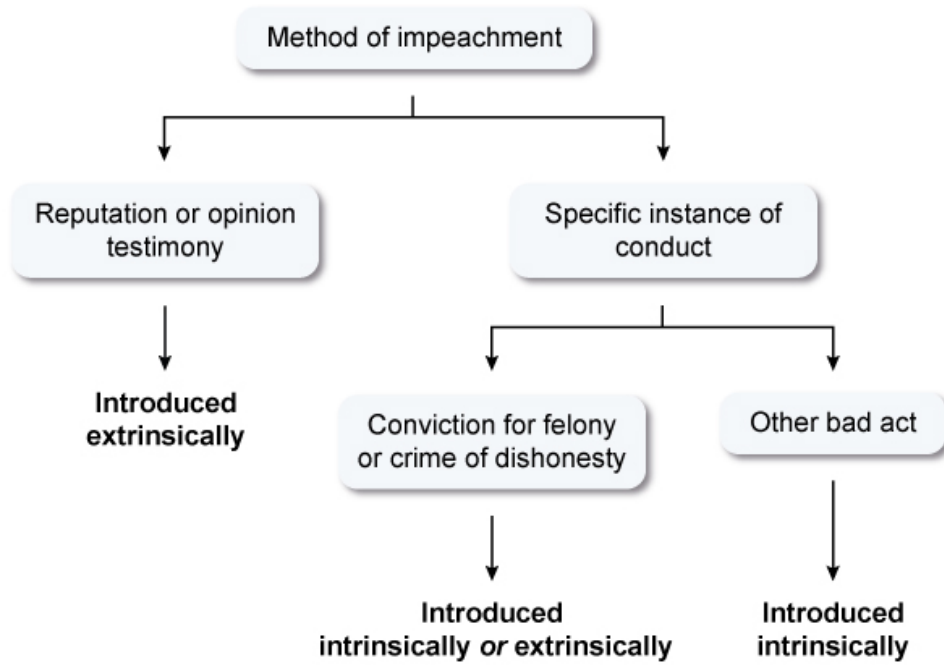 Method of impeachment
Reputation or opinion
testimony
Specific instance of
conduct
Introduced
extrinsically
Conviction for felony
or crime of dishonesty
Other bad act
Introduced
intrinsically or extrinsically
Introduced
intrinsically